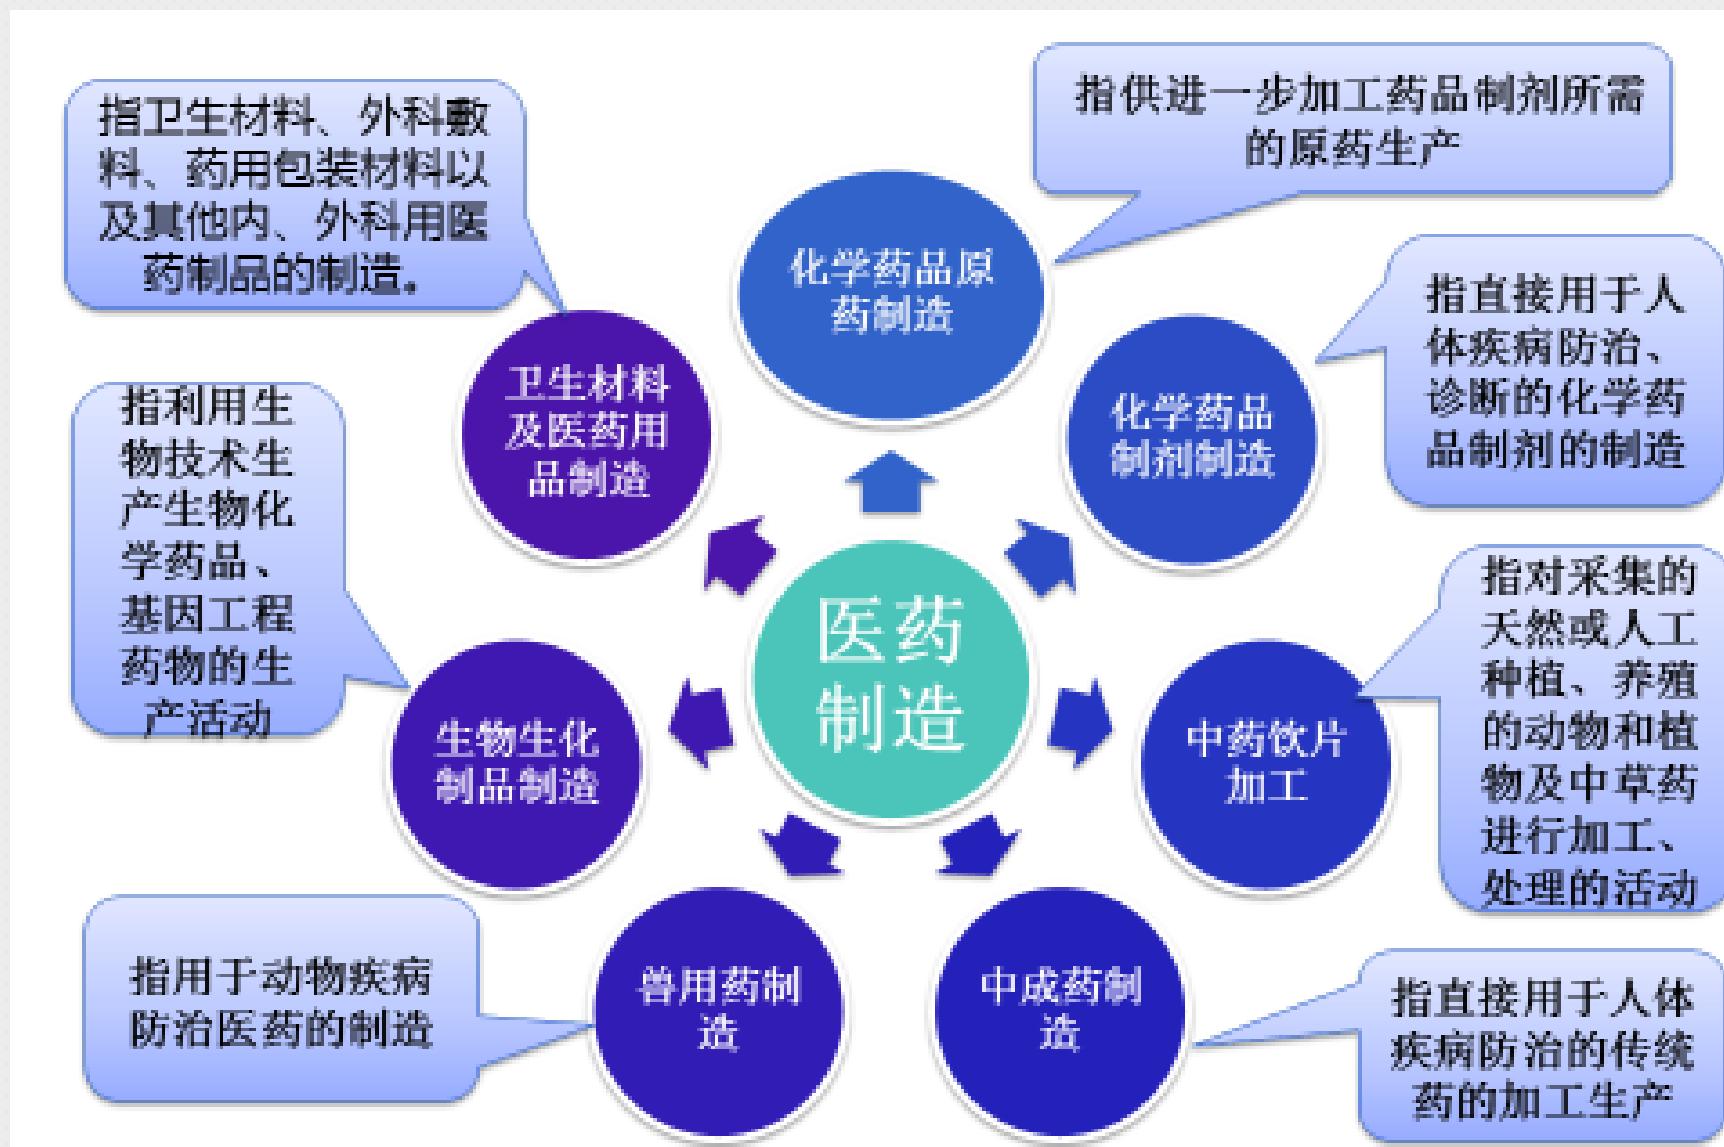 指供进一步加工药品制剂所需
的原药生产
指卫生材料、外科敷
料、药用包装材料以
及其他内、外科用医
药制品的制造。
化学药品原
药制造
指直接用于人
体疾病防治、
诊断的化学药
品制剂的制造
卫生材料
及医药用
品制造
化学药品
制剂制造
指利用生
物技术生
产生物化
学药品、
基因工程
药物的生
产活动
医药
制造
指对采集的
天然或人工
种植、养殖
的动物和植
物及中草药
进行加工、
处理的活动
生物生化
制品制造
中药饮片
加工
指用于动物疾病
防治医药的制造
兽用药制
造
中成药制
造
指直接用于人体
疾病防治的传统
药的加工生产